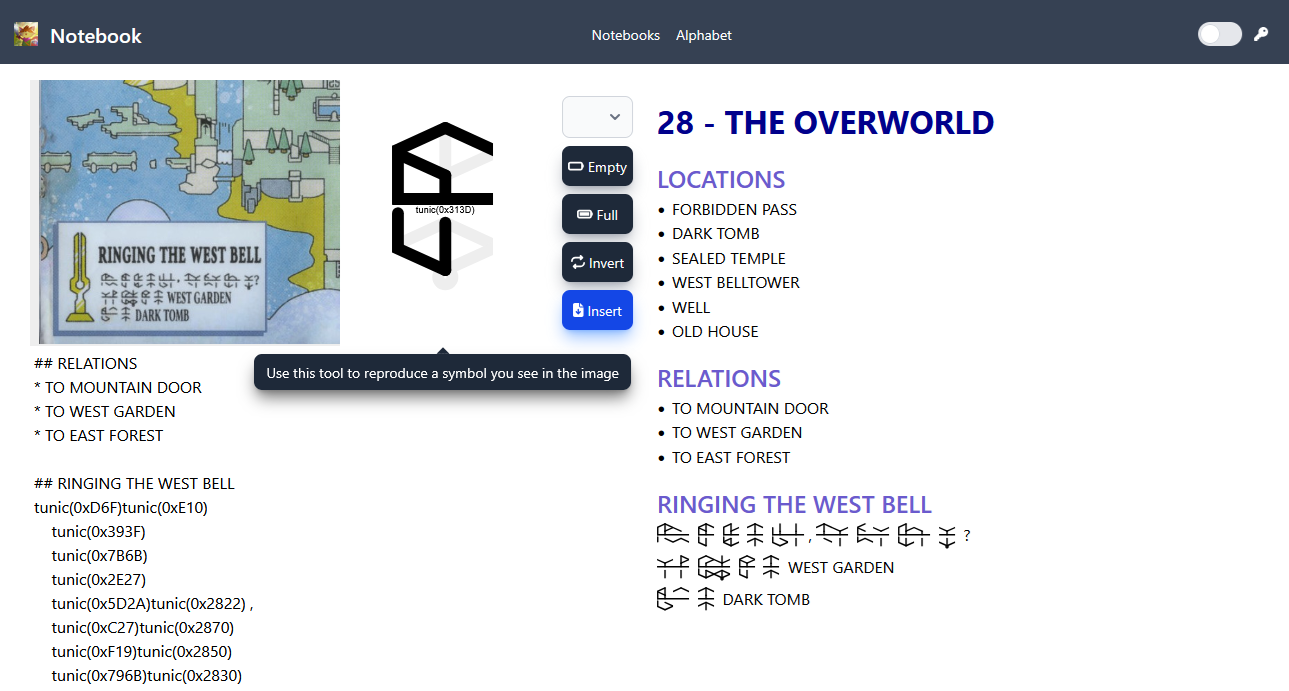 Notebook
Notebooks
Alphabet
RINGING THE WEST BELL
WEST GARDEN
DARK TOMB
tunic(0x313D)
Empty
Full
Invert
Insert
Use this tool to reproduce a symbol you see in the image
## RELATIONS
* TO MOUNTAIN DOOR
* TO WEST GARDEN
* TO EAST FOREST
## RINGING THE WEST BELL
tunic(0xD6F)tunic(0xE10)
tunic(0x393F)
tunic(0x7B6B)
tunic(0x2E27)
tunic(0x5D2A)tunic(0x2822) ,
tunic(0xC27)tunic(0x2870)
tunic(0xF19)tunic(0x2850)
tunic(0x796B)tunic(0x2830)
28 - THE OVERWORLD
LOCATIONS
• FORBIDDEN PASS
• DARK TOMB
• SEALED TEMPLE
• WEST BELLTOWER
• WELL
• OLD HOUSE
RELATIONS
• TO MOUNTAIN DOOR
• TO WEST GARDEN
• TO EAST FOREST
RINGING THE WEST BELL
, ?
WEST GARDEN
DARK TOMB